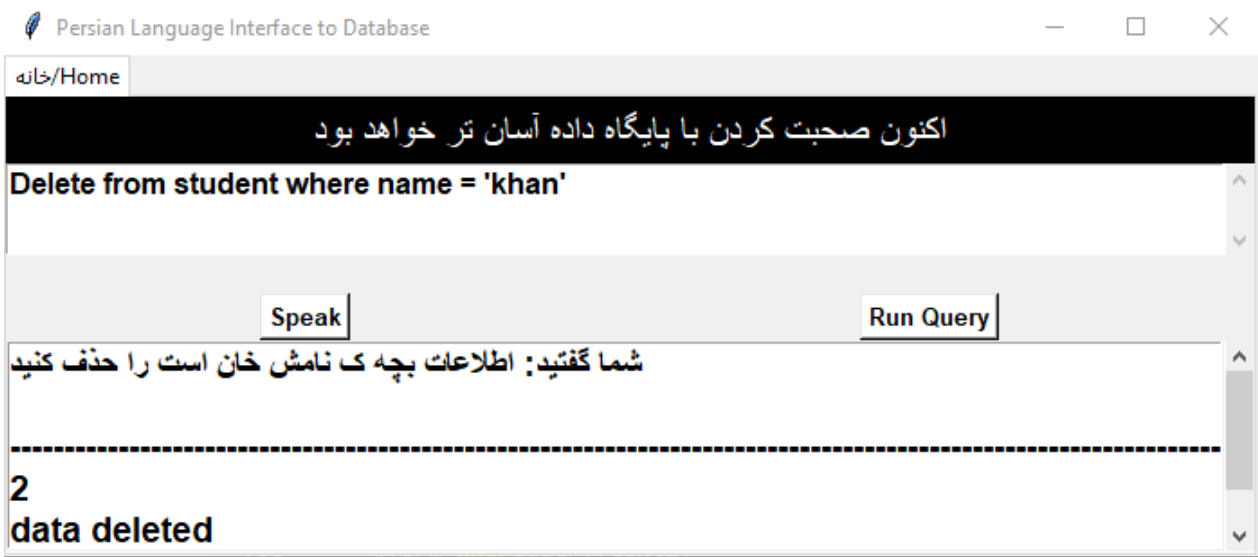 Persian Language Interface to Database
خانه/Home
اکنون صحبت کردن با پایگاه داده آسان تر خواهد بود
Delete from student where name = 'khan'
Speak
Run Query
شما گفتید: اطلاعات بچه ک نامش خان است را حذف کنید
--------------------------------------------------------------------------------------------
2
data deleted